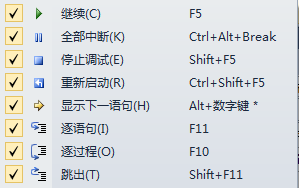 继续(C) F5
全部中断(K) Ctrl+Alt+Break
停止调试(E) Shift+F5
重新启动(R) Ctrl+Shift+F5
显示下一语句(H) Alt+数字键 *
逐语句(I) F11
逐过程(O) F10
跳出(T) Shift+F11